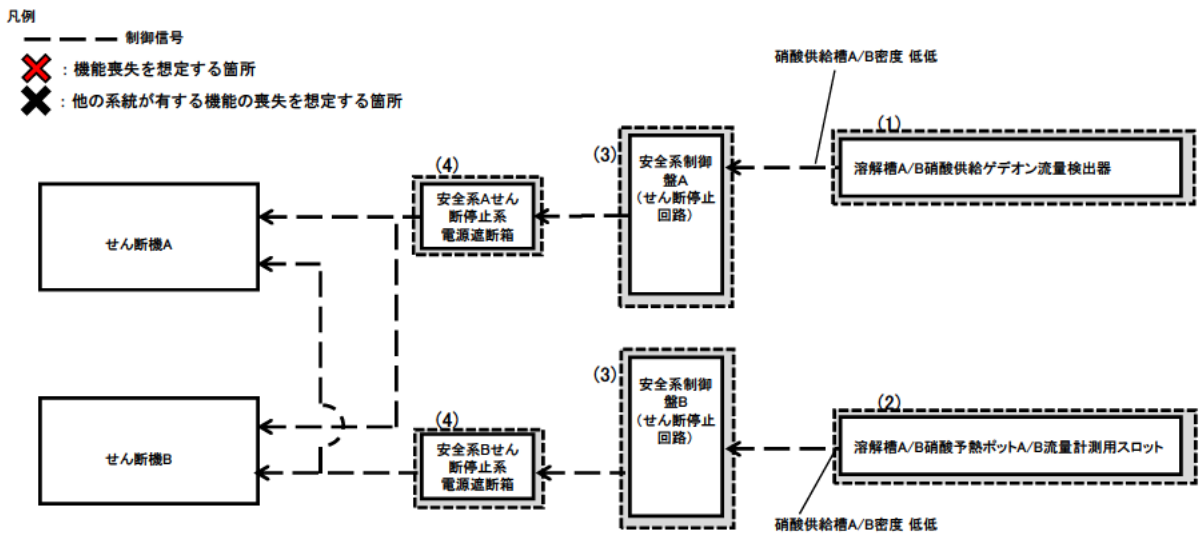 凡例
制御信号
：機能喪失を想定する箇所
：他の系統が有する機能の喪失を想定する箇所
硝酸供給槽A/B密度 低低
(1)
溶解槽A/B硝酸供給ゲデオン流量検出器
(3)
安全系制御
盤A
(せん断停止
回路)
(4)
安全系Aせん
断停止系
電源遮断箱
せん断機A
(3)
安全系制御
盤B
(せん断停止
回路)
(2)
溶解槽A/B硝酸予熱ポットA/B流量計測用スロット
(4)
安全系Bせん
断停止系
電源遮断箱
せん断機B
硝酸供給槽A/B密度 低低